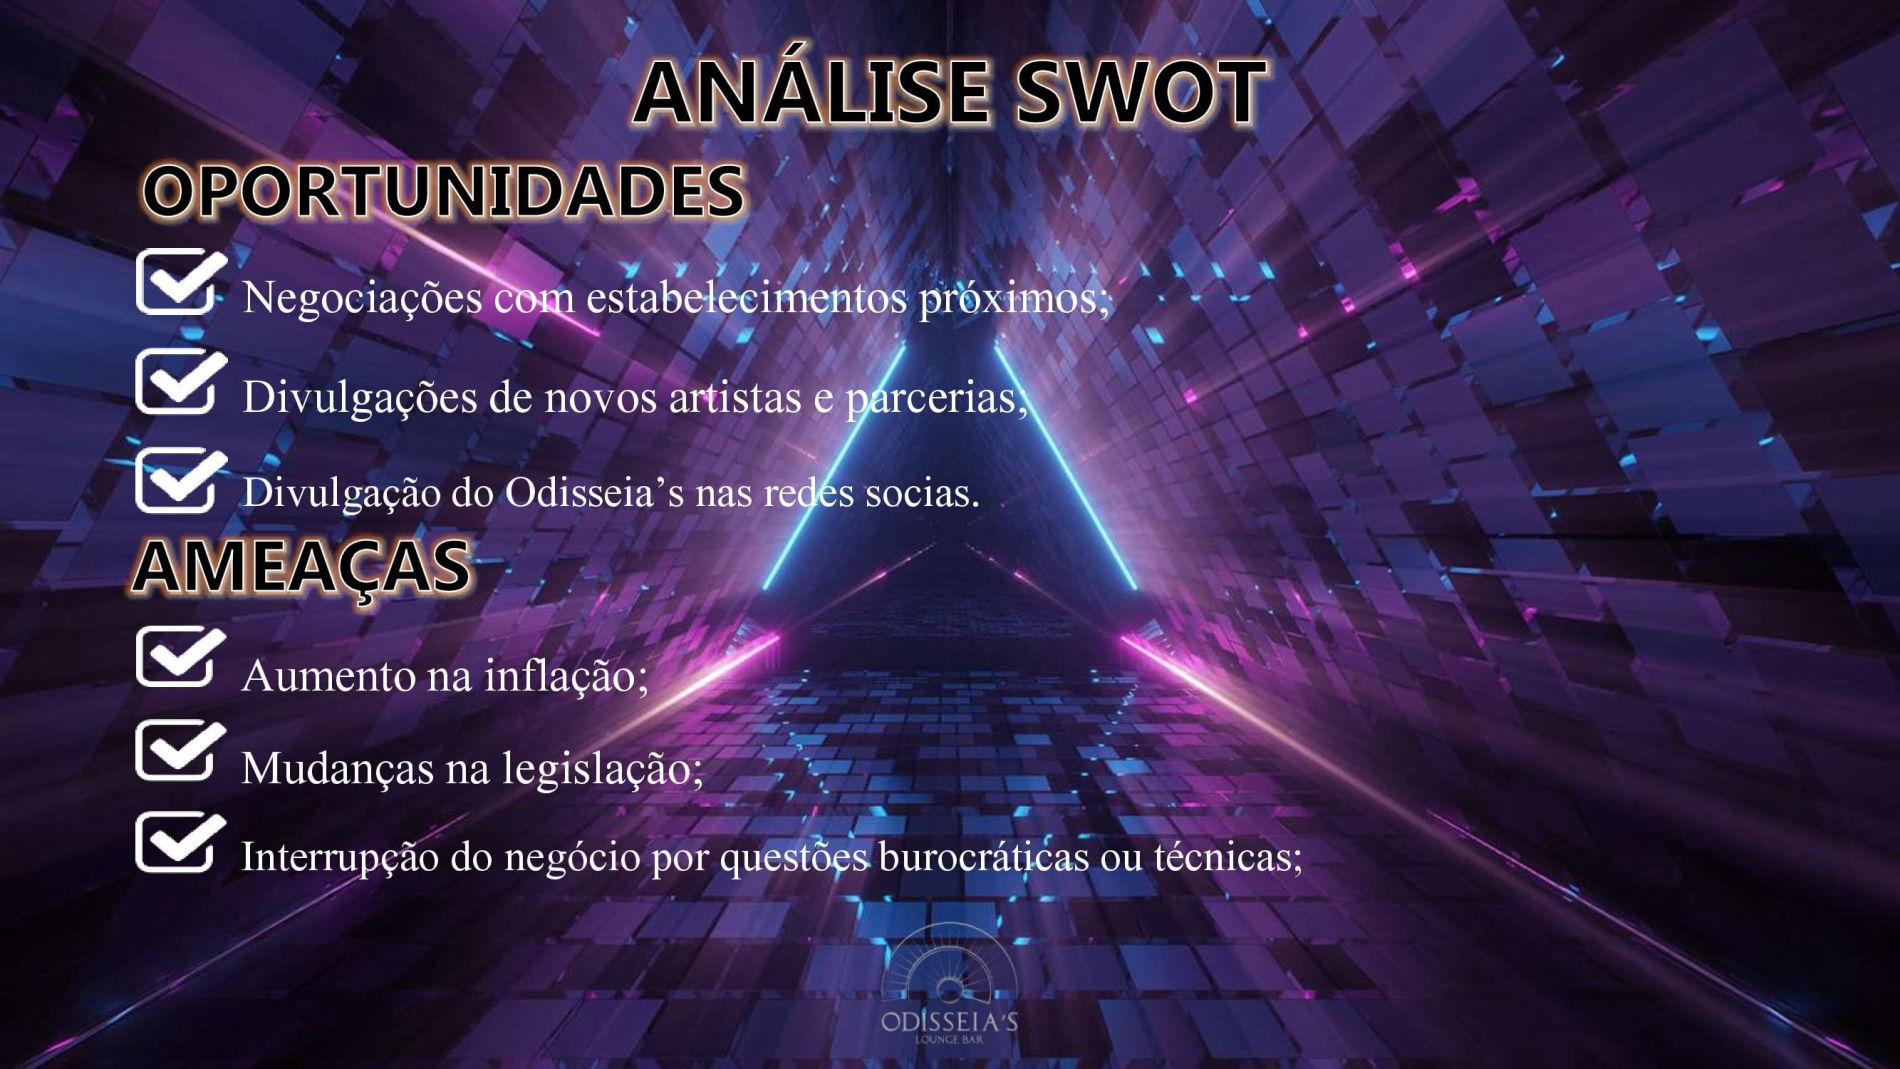 ANÁLISE SWOT
OPORTUNIDADES
Negociações com estabelecimentos próximos;
Divulgações de novos artistas e parcerias;
Divulgação do Odisseia’s nas redes socias.
AMEAÇAS
Aumento na inflação;
Mudanças na legislação;
Interrupção do negócio por questões burocráticas ou técnicas;
ODISSEIA’S
LOUNGE BAR